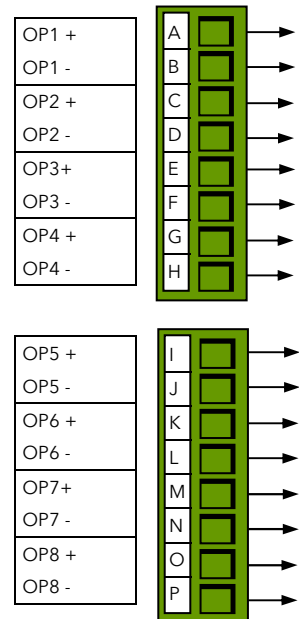 OP1 + A
OP1 - B
OP2 + C
OP2 - D
OP3+ E
OP3 - F
OP4 + G
OP4 - H
OP5 + I
OP5 - J
OP6 + K
OP6 - L
OP7+ M
OP7 - N
OP8 + O
OP8 - P